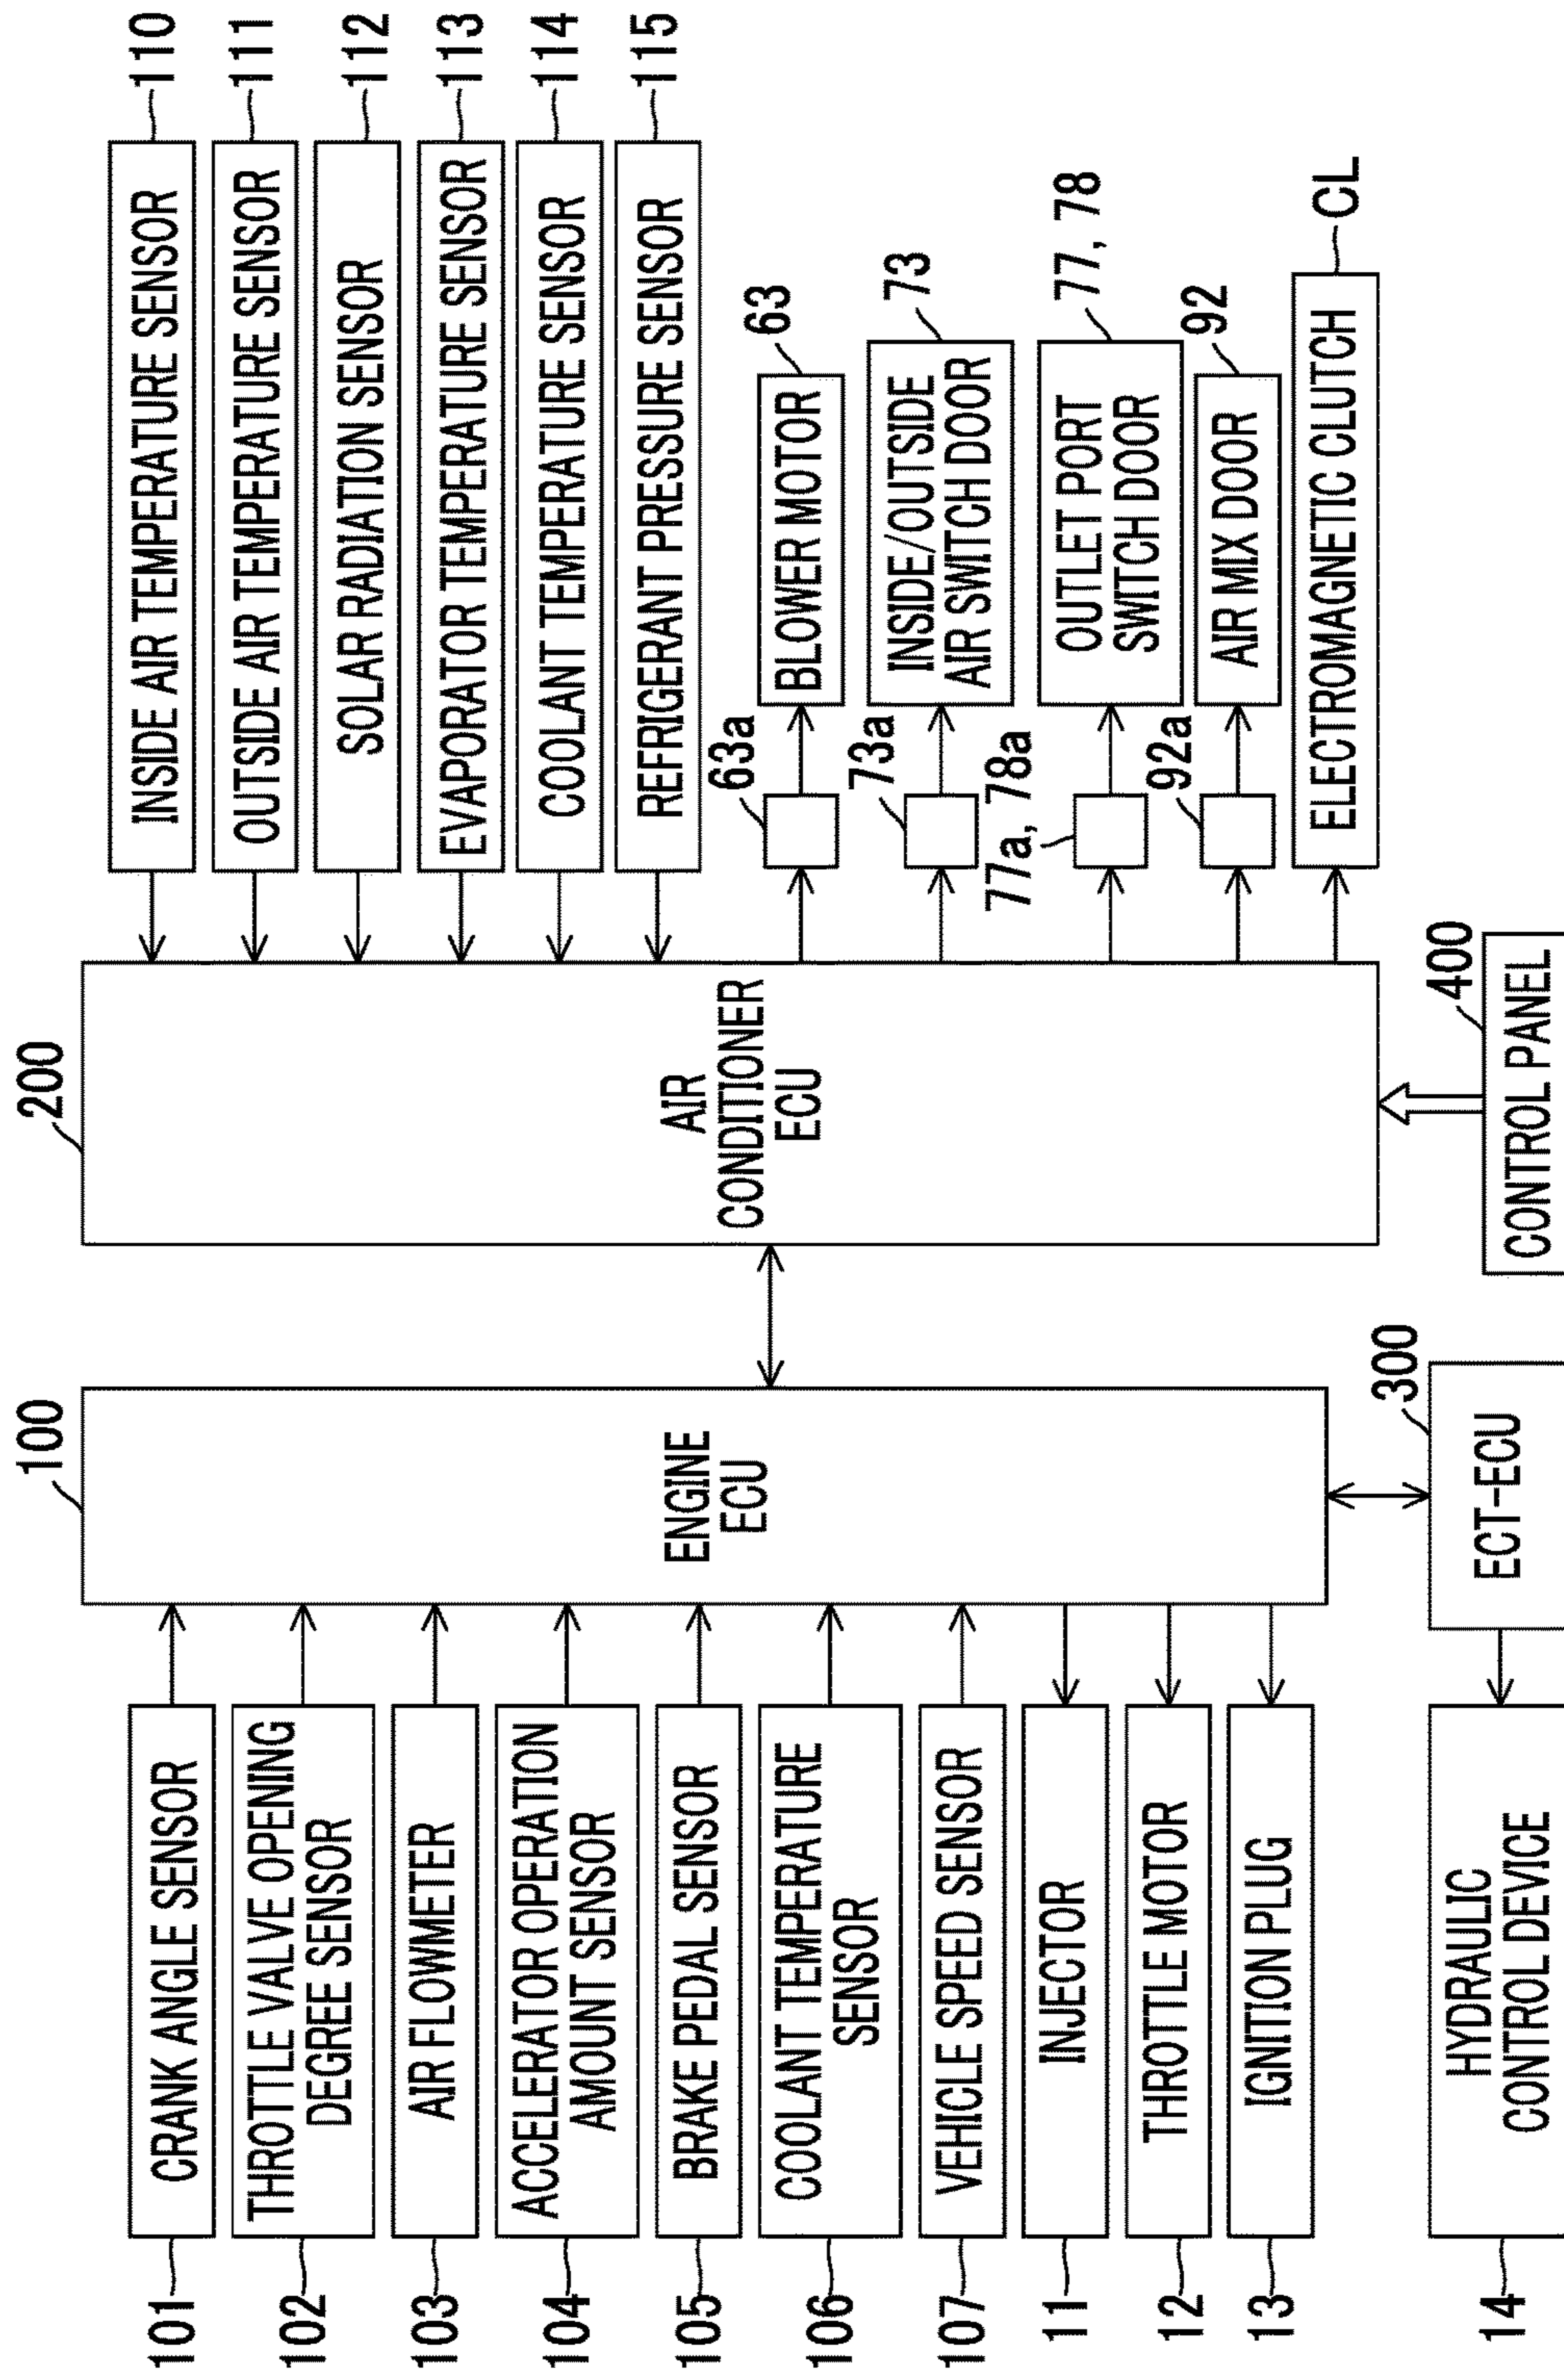 100
ENGINE
ECU
200
AIR
CONDITIONER
ECU
101
CRANK ANGLE SENSOR
102
THROTTLE VALVE OPENING
DEGREE SENSOR
103
AIR FLOWMETER
104
ACCELERATOR OPERATION
AMOUNT SENSOR
105
BRAKE PEDAL SENSOR
106
COOLANT TEMPERATURE
SENSOR
107
VEHICLE SPEED SENSOR
11
INJECTOR
12
THROTTLE MOTOR
13
IGNITION PLUG
14
HYDRAULIC
CONTROL DEVICE
300
ECT-ECU
400
CONTROL PANEL
INSIDE AIR TEMPERATURE SENSOR
110
OUTSIDE AIR TEMPERATURE SENSOR
111
SOLAR RADIATION SENSOR
112
EVAPORATOR TEMPERATURE SENSOR
113
COOLANT TEMPERATURE SENSOR
114
REFRIGERANT PRESSURE SENSOR
115
63a
BLOWER MOTOR
63
73a
INSIDE/OUTSIDE
AIR SWITCH DOOR
73
77a, 78a
OUTLET PORT
SWITCH DOOR
77, 78
92a
AIR MIX DOOR
92
ELECTROMAGNETIC CLUTCH
CL